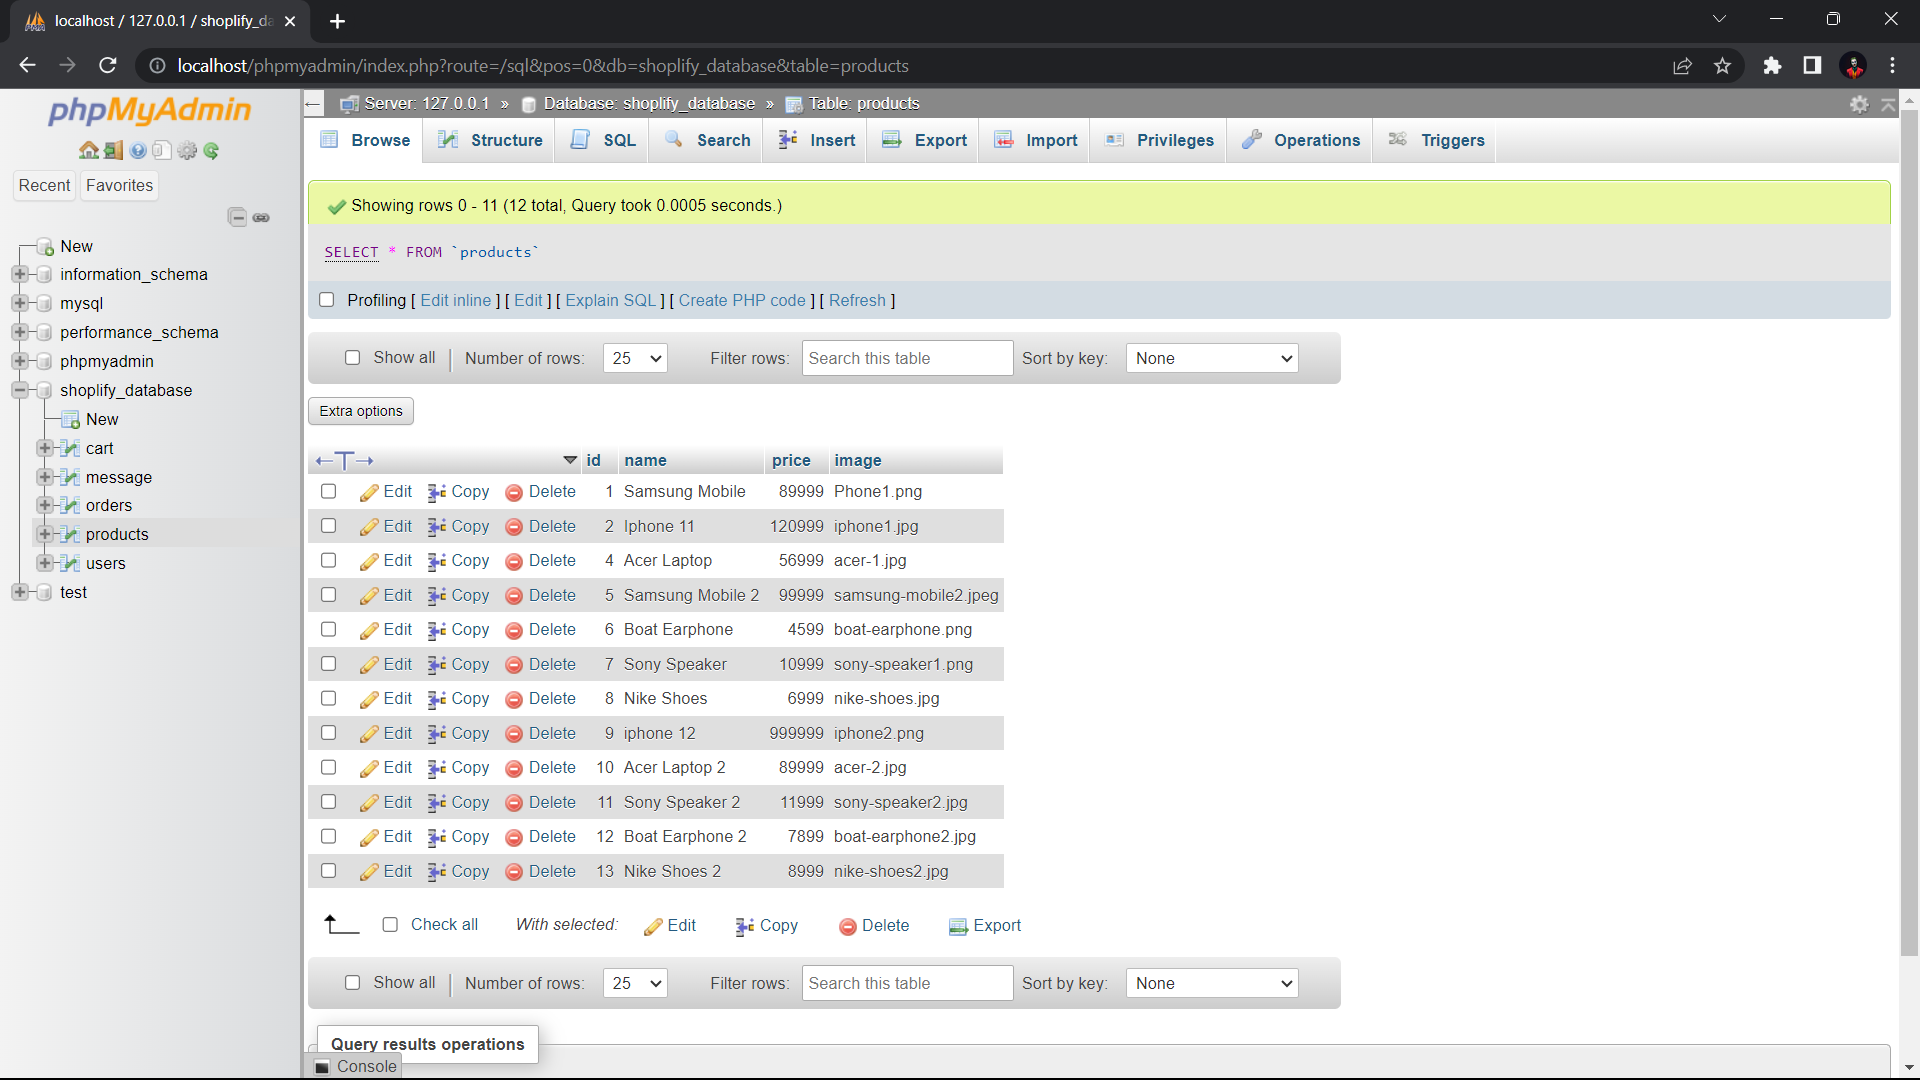 localhost / 127.0.0.1 / shoplify_da
localhost/phpmyadmin/index.php?route=/sql&pos=0&db=shoplify_database&table=products
phpMyAdmin
Recent Favorites
New
information_schema
mysql
performance_schema
phpmyadmin
shoplify_database
New
cart
message
orders
products
users
test
Server: 127.0.0.1 » Database: shoplify_database » Table: products
Browse Structure SQL Search Insert Export Import Privileges Operations Triggers
Showing rows 0 - 11 (12 total, Query took 0.0005 seconds.)
SELECT * FROM `products`
Profiling [ Edit inline ] [ Edit ] [ Explain SQL ] [ Create PHP code ] [ Refresh ]
Show all | Number of rows: 25 Filter rows: Search this table Sort by key: None
Extra options
id name price image
Edit Copy Delete 1 Samsung Mobile 89999 Phone1.png
Edit Copy Delete 2 Iphone 11 120999 iphone1.jpg
Edit Copy Delete 4 Acer Laptop 56999 acer-1.jpg
Edit Copy Delete 5 Samsung Mobile 2 99999 samsung-mobile2.jpeg
Edit Copy Delete 6 Boat Earphone 4599 boat-earphone.png
Edit Copy Delete 7 Sony Speaker 10999 sony-speaker1.png
Edit Copy Delete 8 Nike Shoes 6999 nike-shoes.jpg
Edit Copy Delete 9 iphone 12 999999 iphone2.png
Edit Copy Delete 10 Acer Laptop 2 89999 acer-2.jpg
Edit Copy Delete 11 Sony Speaker 2 11999 sony-speaker2.jpg
Edit Copy Delete 12 Boat Earphone 2 7899 boat-earphone2.jpg
Edit Copy Delete 13 Nike Shoes 2 8999 nike-shoes2.jpg
Check all With selected: Edit Copy Delete Export
Show all | Number of rows: 25 Filter rows: Search this table Sort by key: None
Query results operations
Console